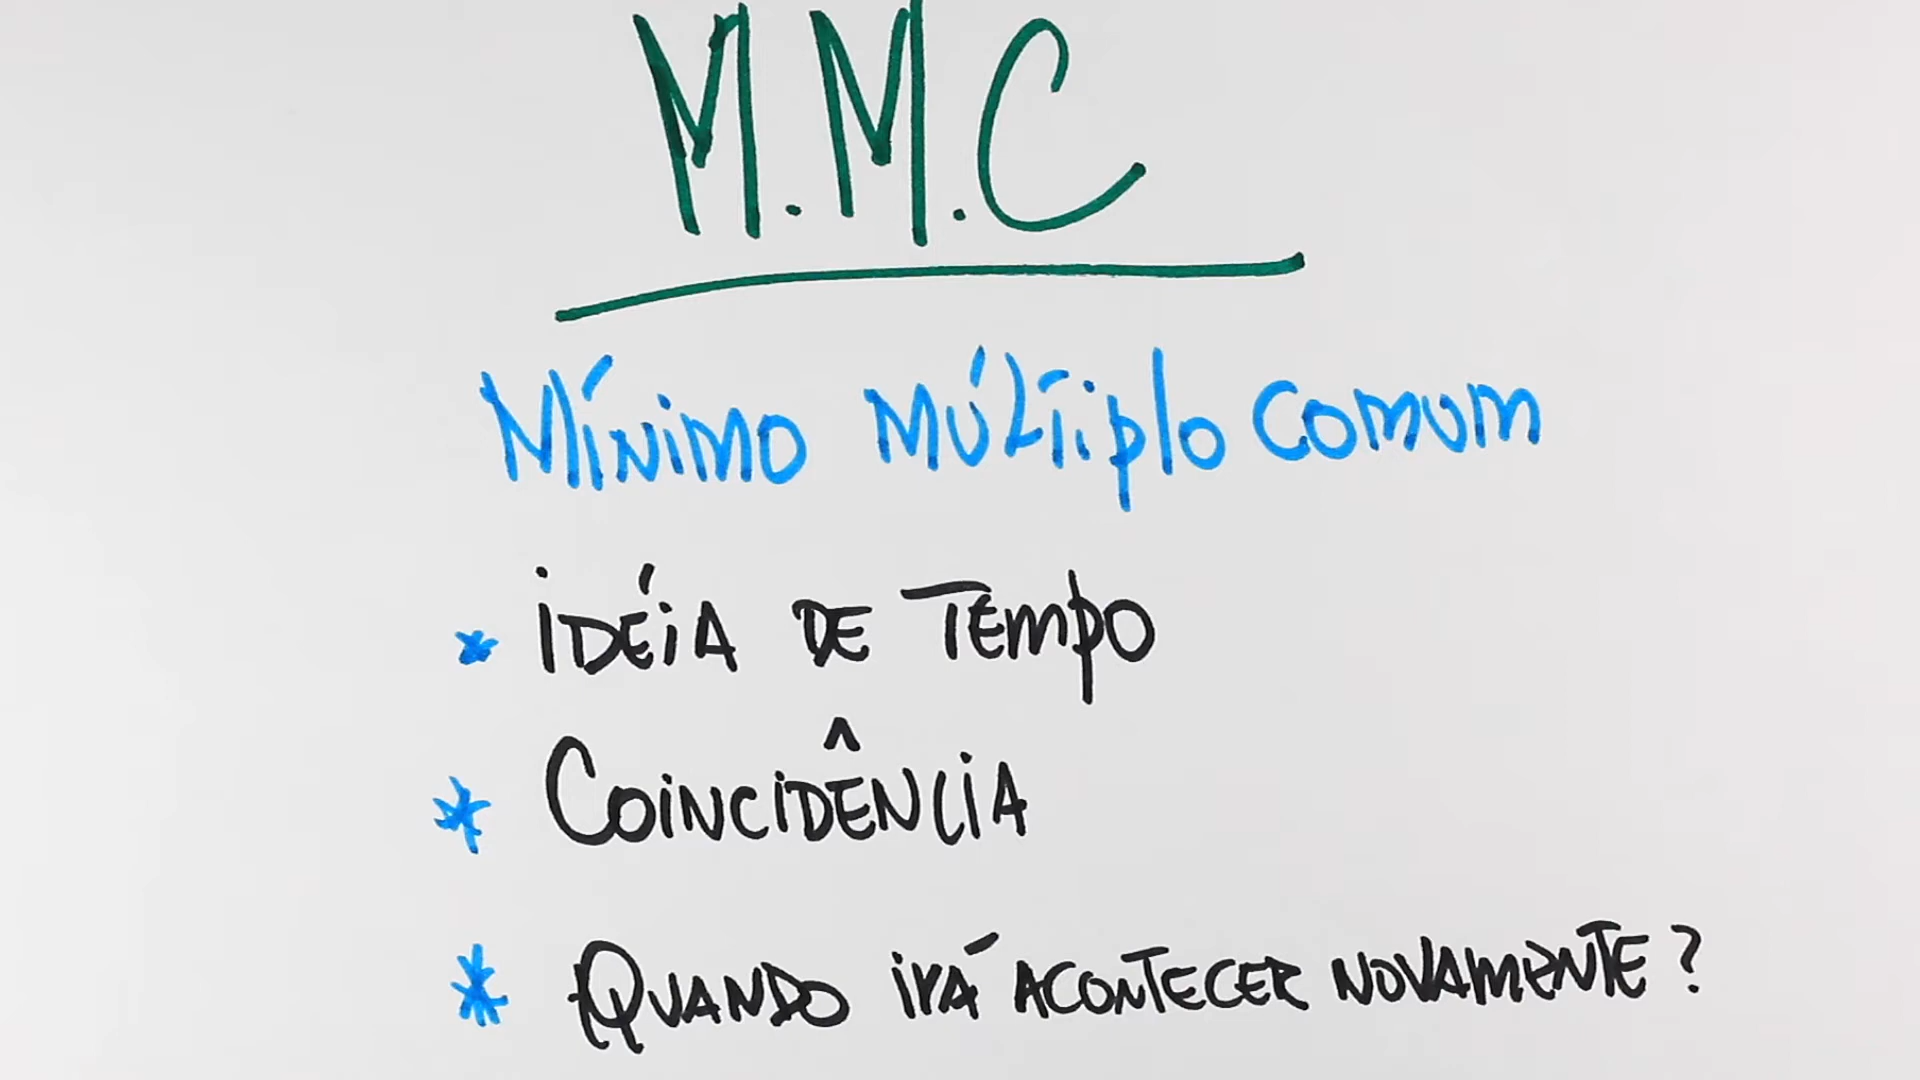 M.M.C
Mínimo Múltiplo Comum
* IDÉIA DE TEMPO
* COINCIDÊNCIA
* QUANDO IRÁ ACONTECER NOVAMENTE?